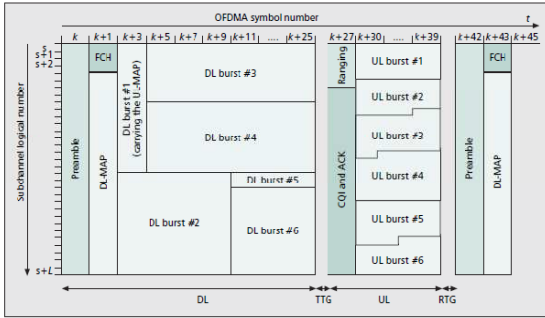 OFDMA symbol number
t
k k+1 k+3 k+5 k+7 k+9 k+11 .... k+25 k+27 k+30 .... k+39 k+42 k+43 k+45
s
s+1
s+2
s+L
Subchannel logical number
Preamble
FCH
DL-MAP
DL burst #1
(carrying the UL-MAP)
DL burst #3
DL burst #4
DL burst #2
DL burst #5
DL burst #6
Ranging
CQI and ACK
UL burst #1
UL burst #2
UL burst #3
UL burst #4
UL burst #5
UL burst #6
Preamble
FCH
DL-MAP
DL TTG UL RTG